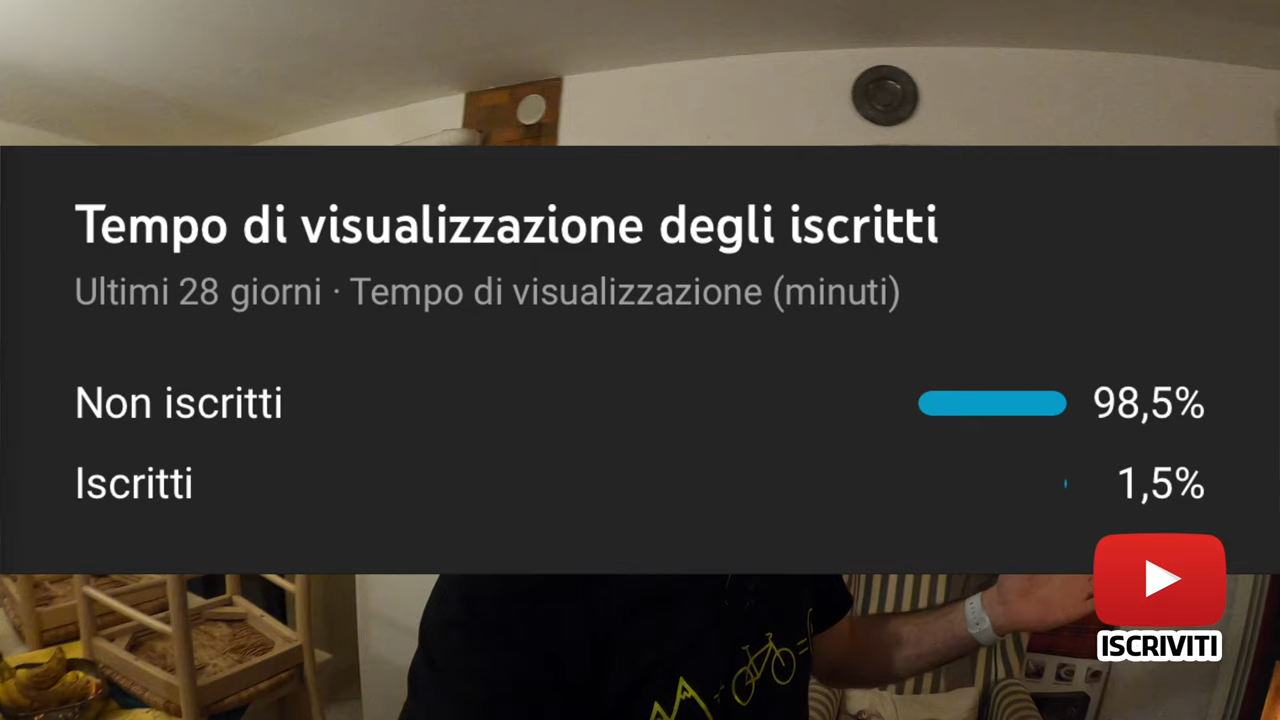 Tempo di visualizzazione degli iscritti
Ultimi 28 giorni · Tempo di visualizzazione (minuti)
Non iscritti 98,5%
Iscritti 1,5%
ISCRIVITI